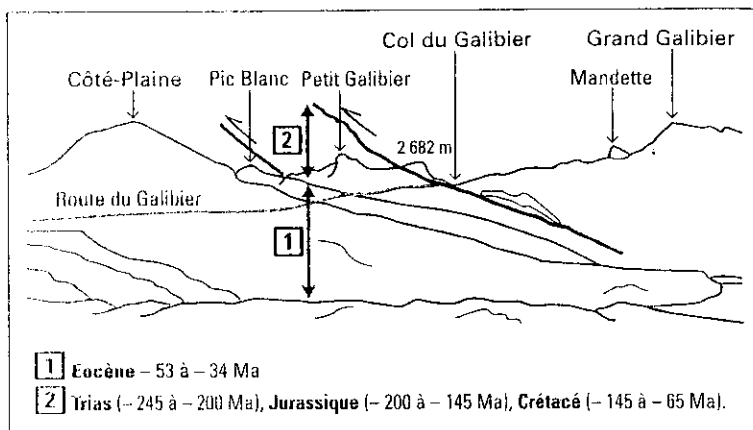 Col du Galibier
Grand Galibier
Côté-Plaine
Pic Blanc
Petit Galibier
Mandette
2
2 682 m
Route du Galibier
1
1 Eocène – 53 à – 34 Ma
2 Trias (– 245 à – 200 Ma), Jurassique (– 200 à – 145 Ma), Crétacé (– 145 à – 65 Ma).